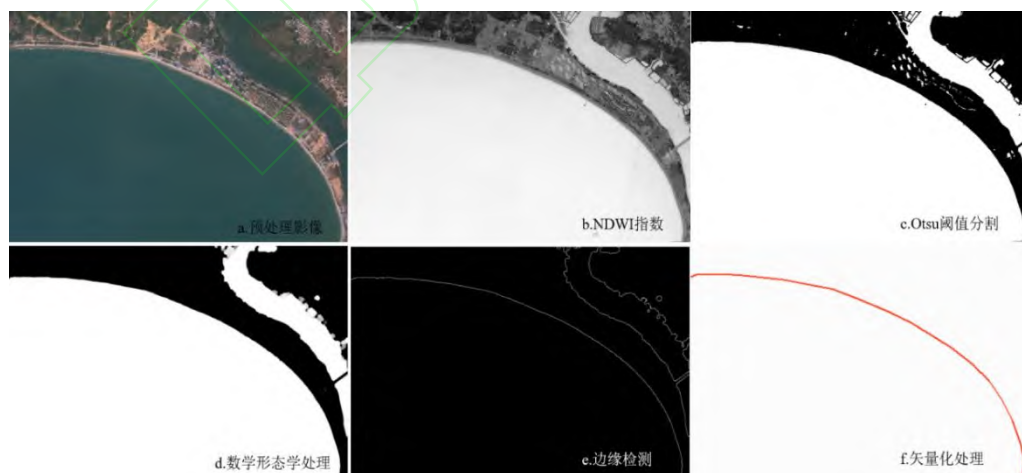 a.预处理影像
b.NDWI指数
c.Otsu阈值分割
d.数学形态学处理
e.边缘检测
f.矢量化处理